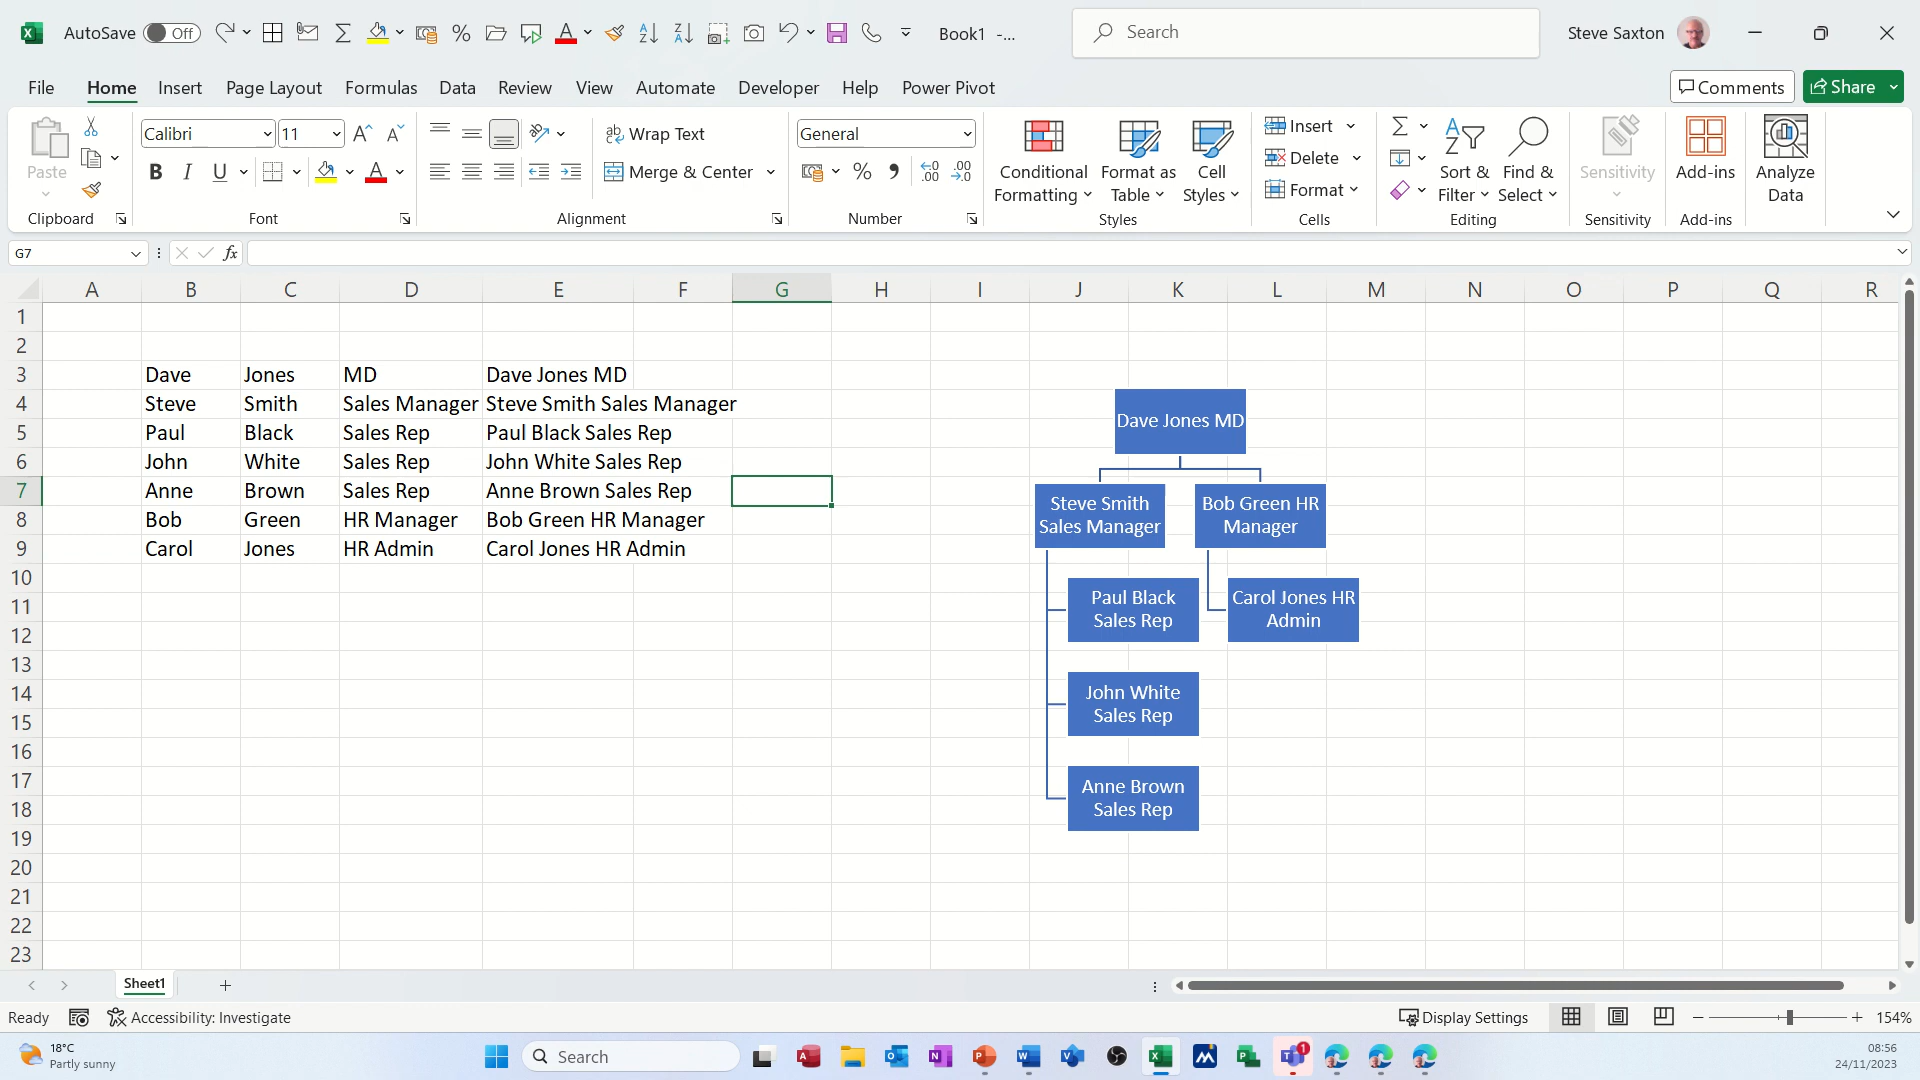 AutoSave Off Book1 -... Search Steve Saxton
File Home Insert Page Layout Formulas Data Review View Automate Developer Help Power Pivot Comments Share
Paste Calibri 11 Wrap Text General Insert
B I U Merge & Center % Conditional Formatting Format as Table Cell Styles Delete Format Sort & Filter Find & Select Sensitivity Add-ins Analyze Data
Clipboard Font Alignment Number Styles Cells Editing Sensitivity Add-ins
G7 fx
A B C D E F G H I J K L M N O P Q R
1
2
3 Dave Jones MD Dave Jones MD
4 Steve Smith Sales Manager Steve Smith Sales Manager
5 Paul Black Sales Rep Paul Black Sales Rep
6 John White Sales Rep John White Sales Rep
7 Anne Brown Sales Rep Anne Brown Sales Rep
8 Bob Green HR Manager Bob Green HR Manager
9 Carol Jones HR Admin Carol Jones HR Admin
10
11
12
13
14
15
16
17
18
19
20
21
22
23
Dave Jones MD
Steve Smith
Sales Manager
Bob Green HR
Manager
Paul Black
Sales Rep
Carol Jones HR
Admin
John White
Sales Rep
Anne Brown
Sales Rep
Sheet1
Ready Accessibility: Investigate Display Settings 154%
18°C
Partly sunny
Search
08:56
24/11/2023